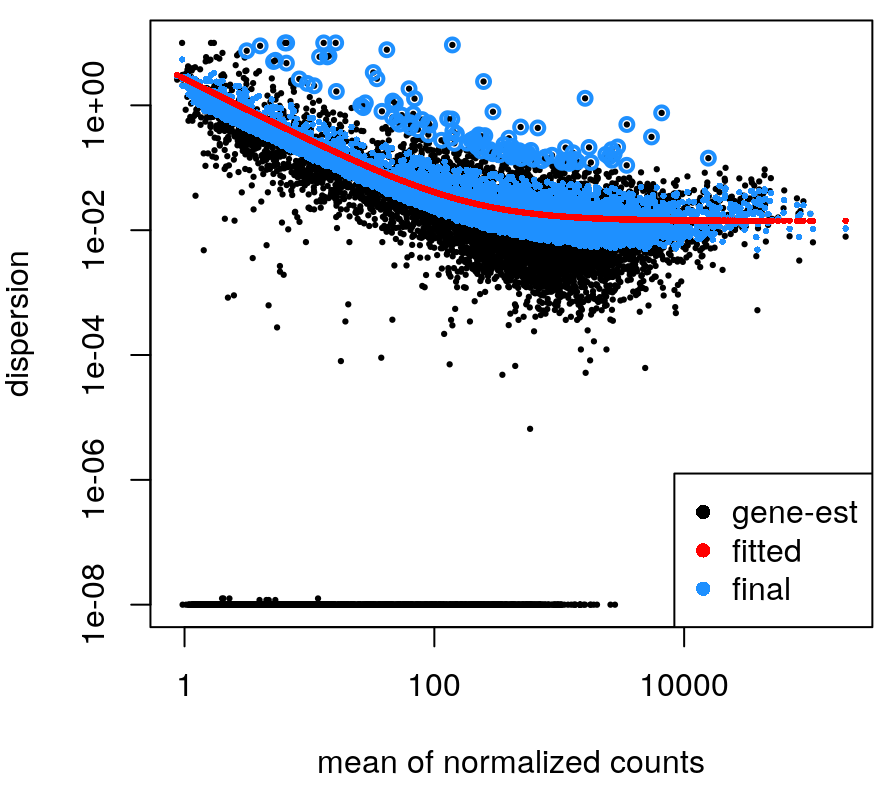 1e+00
1e-02
1e-04
1e-06
1e-08
dispersion
1
100
10000
mean of normalized counts
gene-est
fitted
final